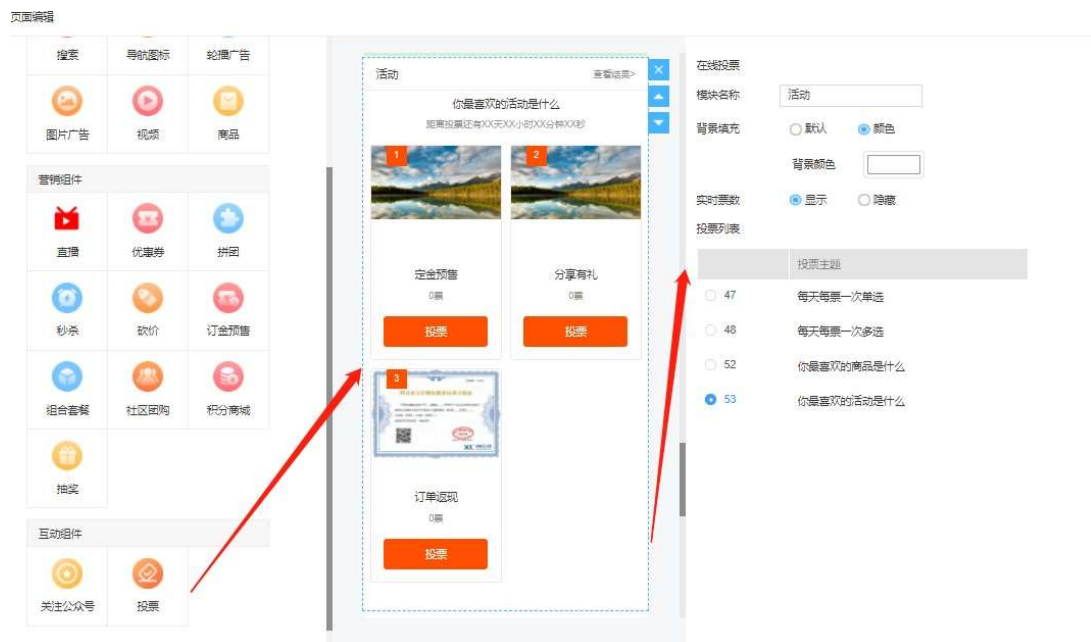 页面编辑
搜索 导航图标 轮播广告
图片广告 视频 商品
营销组件
直播 优惠券 拼团
秒杀 砍价 订金预售
组合套餐 社区团购 积分商城
抽奖
互动组件
关注公众号 投票
活动 查看结果>
你最喜欢的活动是什么
距离投票还有XX天XX小时XX分钟XX秒
1 2
定金预售 分享有礼
0票 0票
投票 投票
3
订单返现
0票
投票
在线投票
模块名称 活动
背景填充 默认 颜色
背景颜色
实时票数 显示 隐藏
投票列表
投票主题
47 每天每票一次单选
48 每天每票一次多选
52 你最喜欢的商品是什么
53 你最喜欢的活动是什么